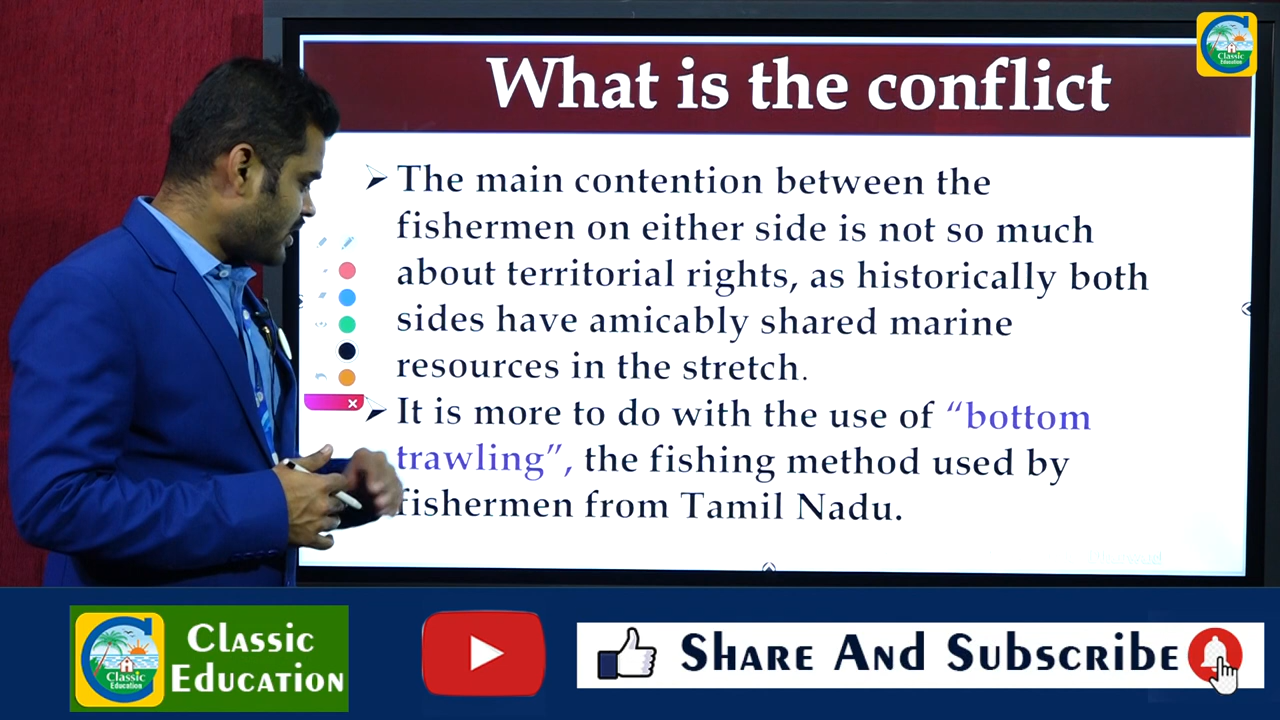 What is the conflict
Classic
Education
The main contention between the
fishermen on either side is not so much
about territorial rights, as historically both
sides have amicably shared marine
resources in the stretch.
It is more to do with the use of “bottom
trawling”, the fishing method used by
fishermen from Tamil Nadu.
Classic
Education
Classic
Education
Share And Subscribe